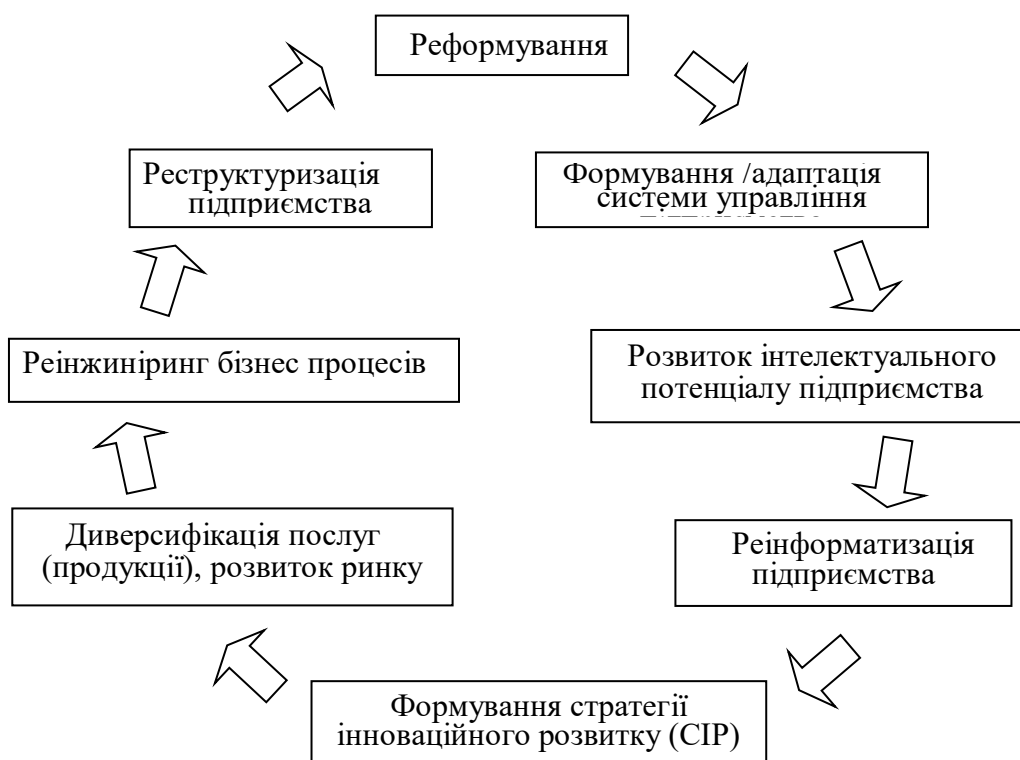 Реформування
Формування /адаптація
системи управління
Розвиток інтелектуального
потенціалу підприємства
Реінформатизація
підприємства
Формування стратегії
інноваційного розвитку (СІР)
Диверсифікація послуг
(продукції), розвиток ринку
Реінжиніринг бізнес процесів
Реструктуризація
підприємства